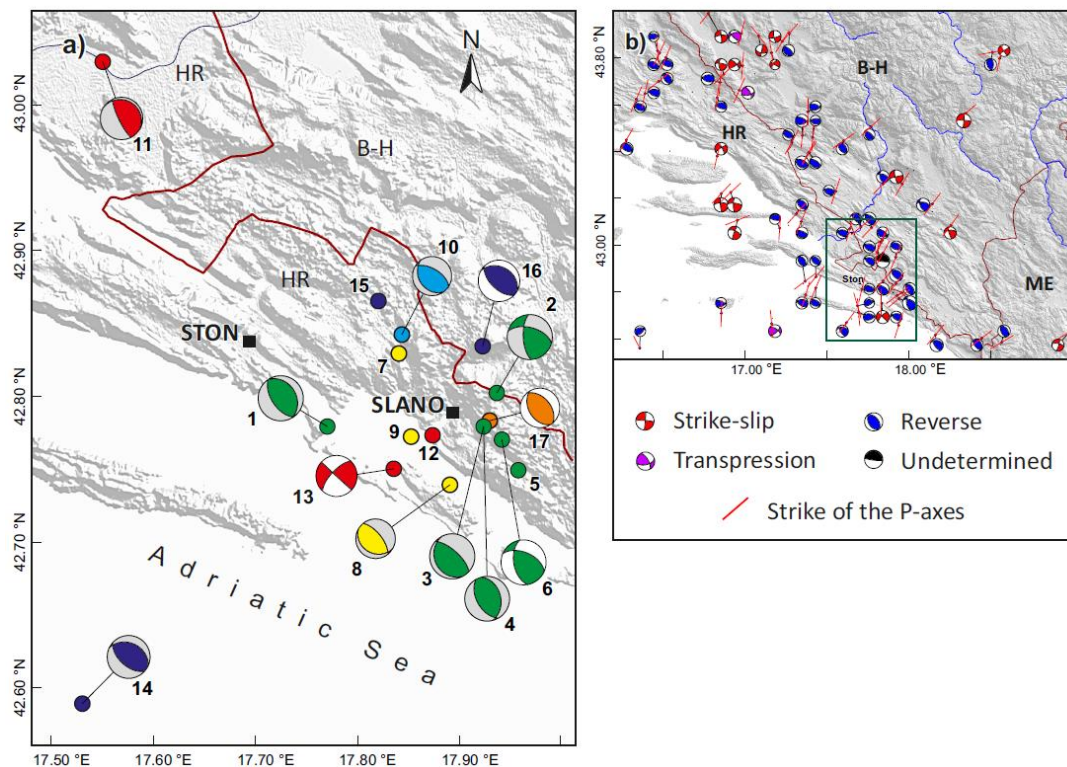 a)
N
HR
11
B-H
HR
10
16
15
2
STON
7
SLANO
1
9
12
17
13
5
8
3
6
4
A d r i a t i c S e a
14
43.00 °N
42.90 °N
42.80 °N
42.70 °N
42.60 °N
17.50 °E
17.60 °E
17.70 °E
17.80 °E
17.90 °E
b)
B-H
HR
ME
Ston
43.80 °N
43.00 °N
17.00 °E
18.00 °E
Strike-slip
Reverse
Transpression
Undetermined
Strike of the P-axes